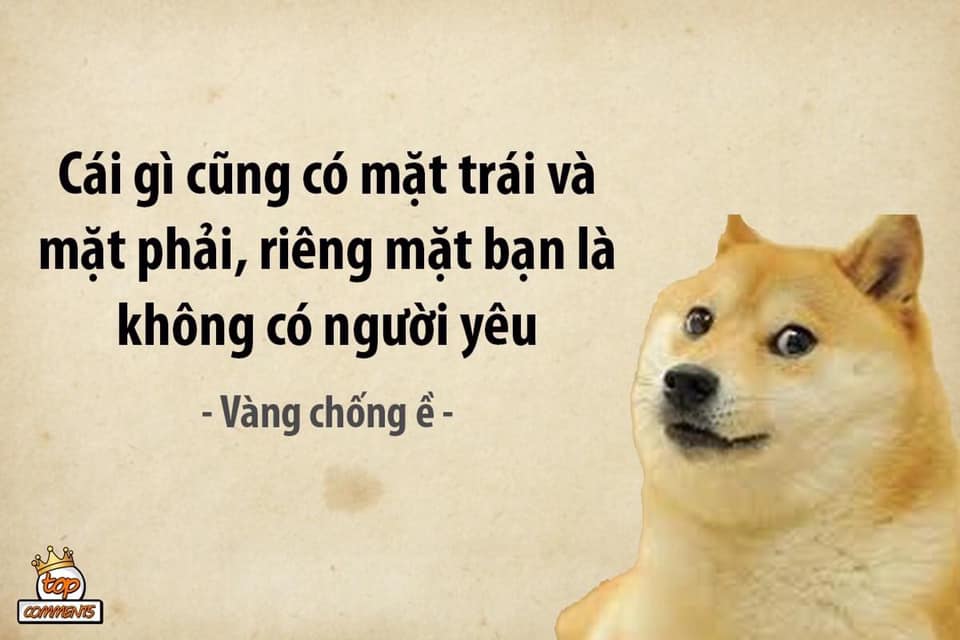 Cái gì cũng có mặt trái và
mặt phải, riêng mặt bạn là
không có người yêu
- Vàng chống ề -
top
COMMENTS